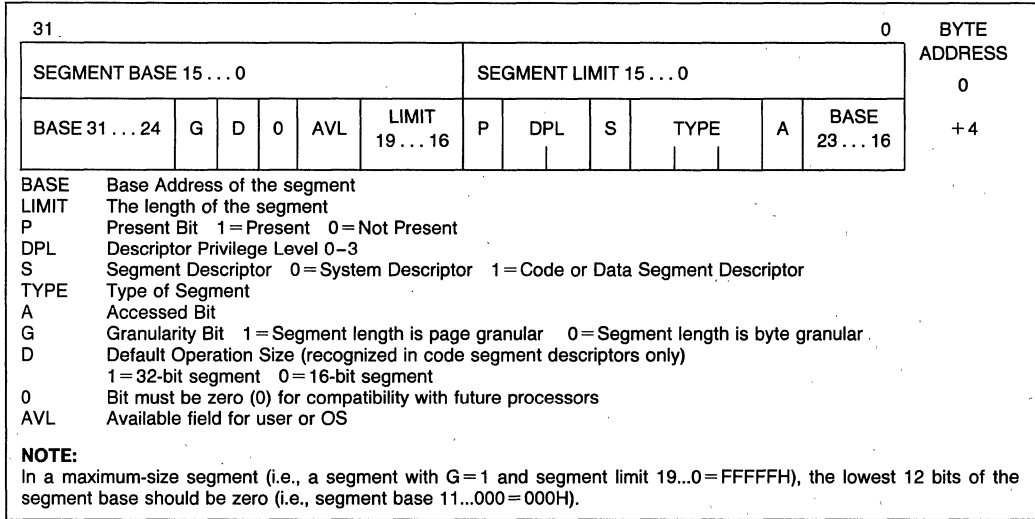 31 0 BYTE
ADDRESS
SEGMENT BASE 15 . . . 0 SEGMENT LIMIT 15 . . . 0 0
BASE 31 . . . 24 G D 0 AVL LIMIT 19 . . . 16 P DPL S TYPE A BASE 23 . . . 16 +4
BASE Base Address of the segment
LIMIT The length of the segment
P Present Bit 1=Present 0=Not Present
DPL Descriptor Privilege Level 0–3
S Segment Descriptor 0=System Descriptor 1=Code or Data Segment Descriptor
TYPE Type of Segment
A Accessed Bit
G Granularity Bit 1=Segment length is page granular 0=Segment length is byte granular
D Default Operation Size (recognized in code segment descriptors only)
1=32-bit segment 0=16-bit segment
0 Bit must be zero (0) for compatibility with future processors
AVL Available field for user or OS
NOTE:
In a maximum-size segment (i.e., a segment with G=1 and segment limit 19...0=FFFFFH), the lowest 12 bits of the
segment base should be zero (i.e., segment base 11...000=000H).